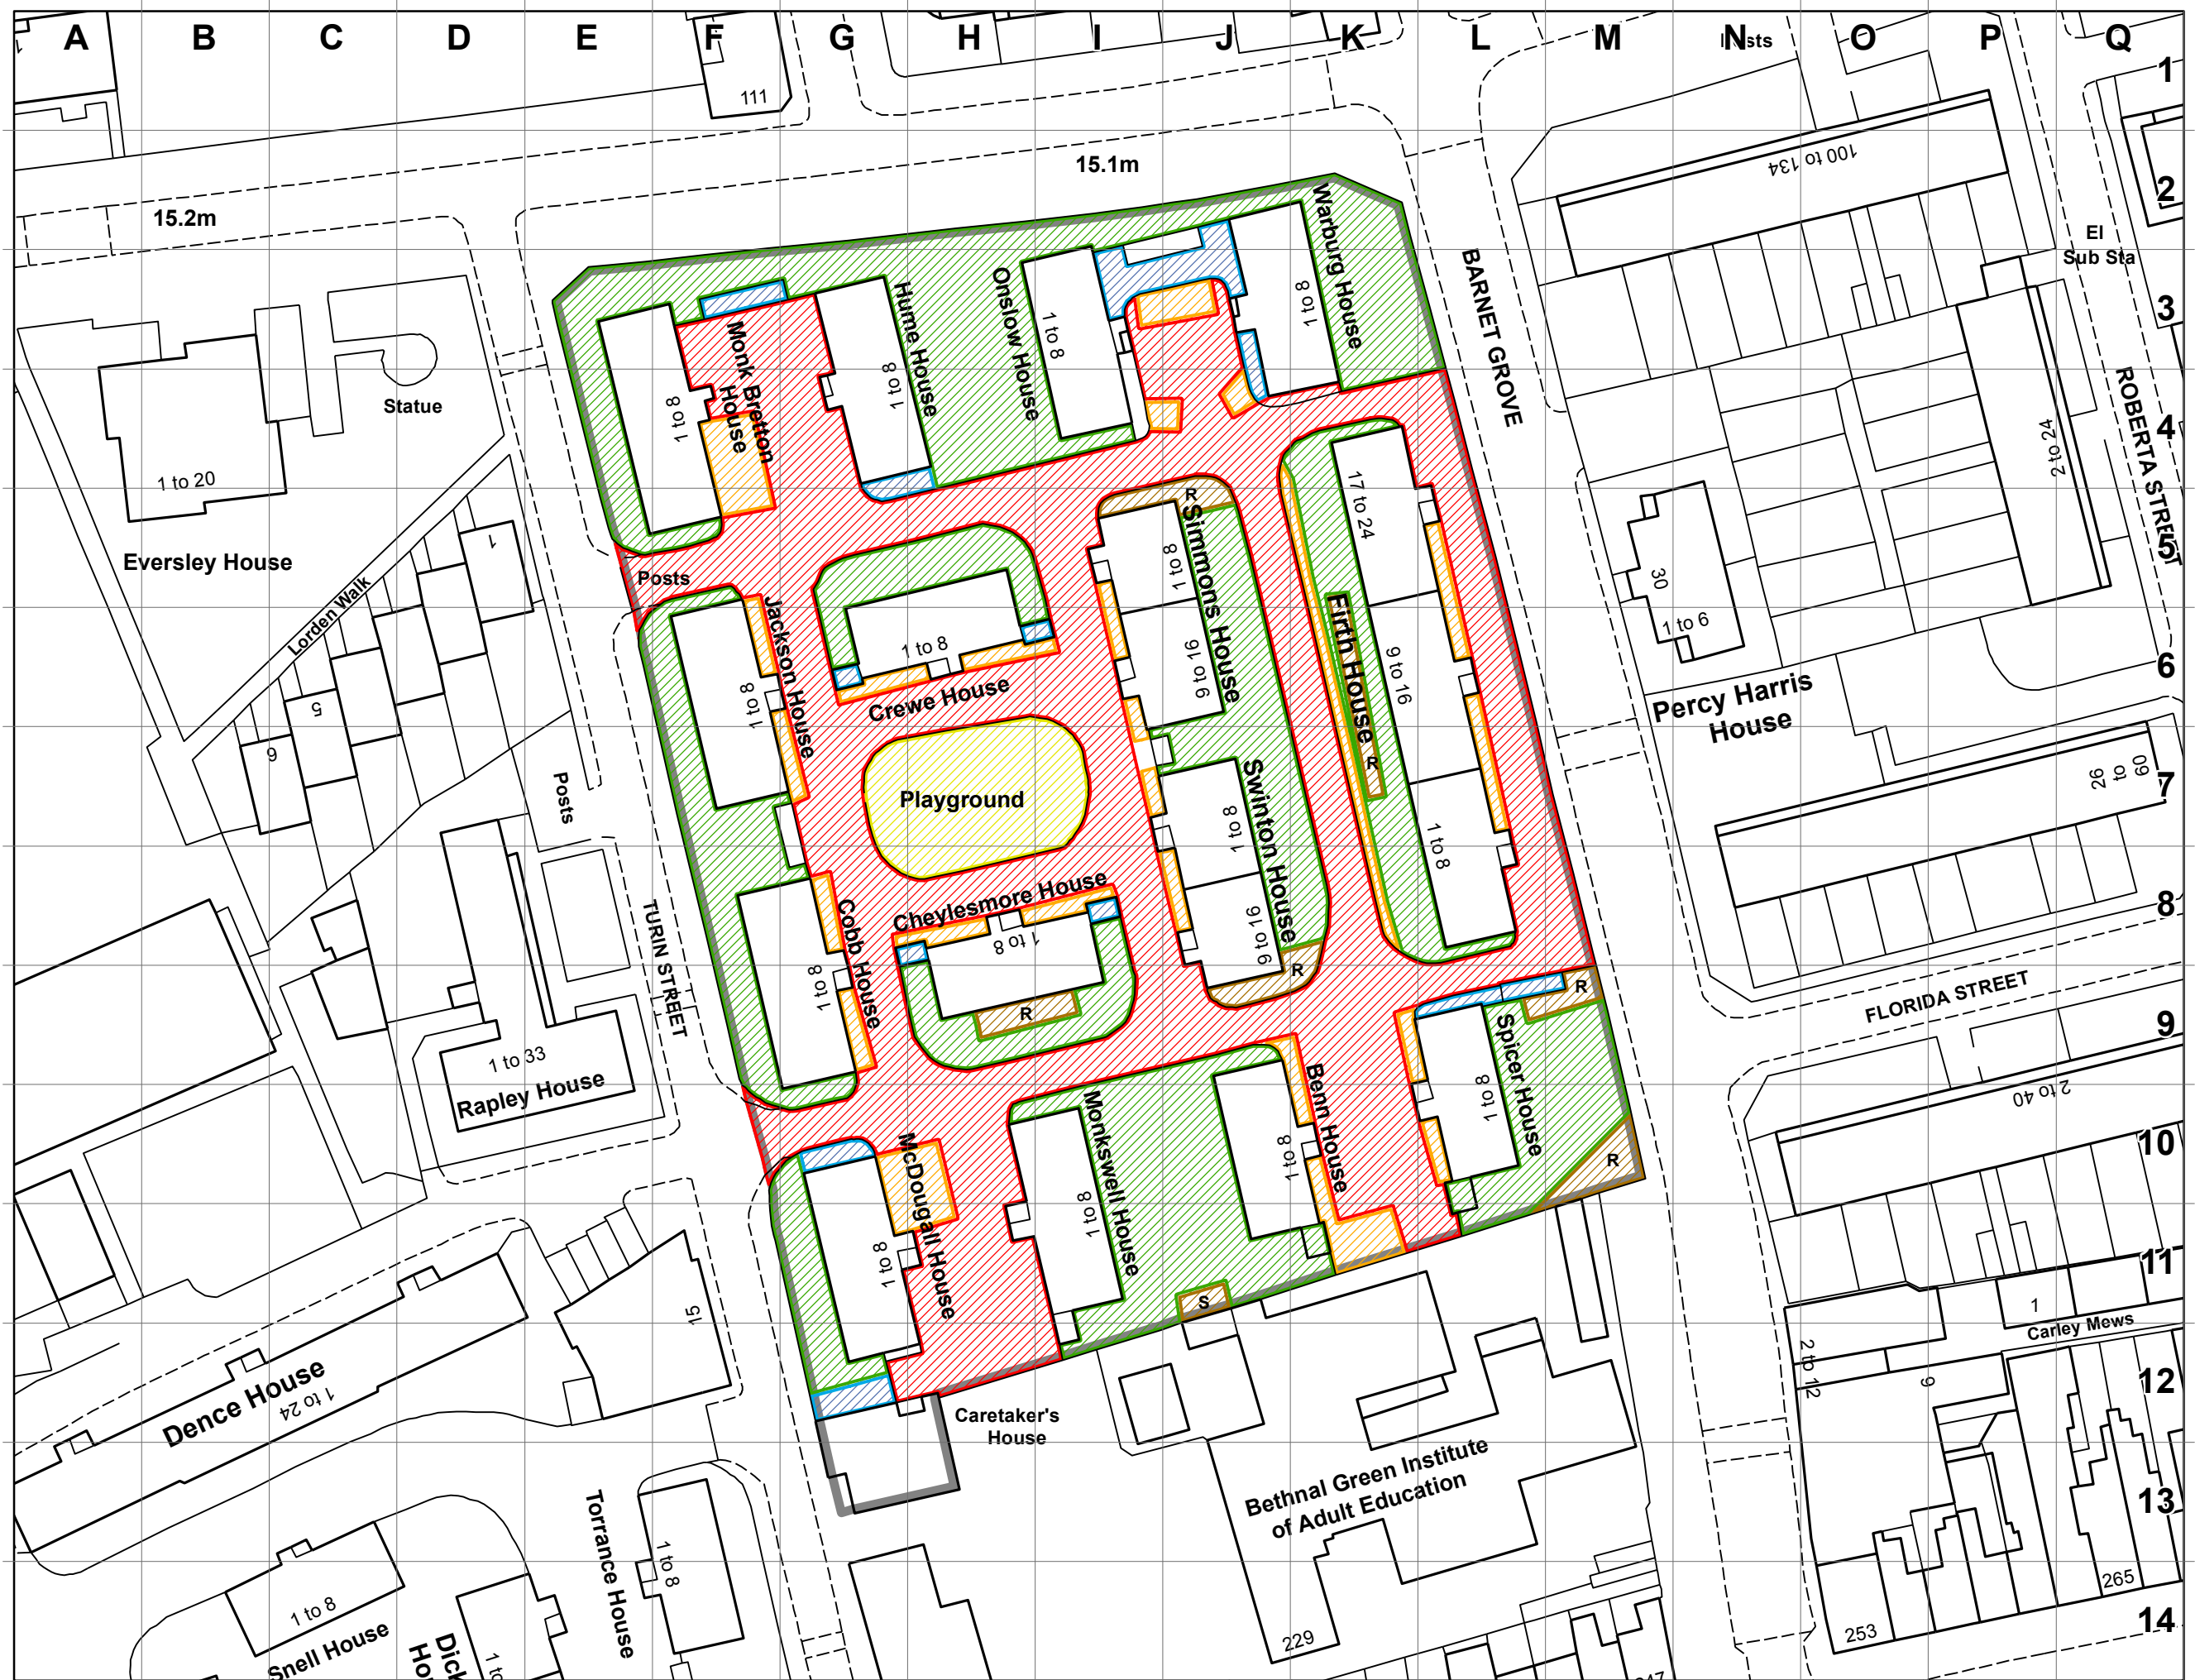 A B C D E F G H I J K L M N O P Q
1
2
3
4
5
6
7
8
9
10
11
12
13
14
111
15.1m
15.2m
100 to 134
El
Sub Sta
BARNET GROVE
ROBERTA STREET
2 to 24
Statue
1 to 20
Eversley House
Lorden Walk
1
5
9
Posts
TURIN STREET
1 to 33
Rapley House
Monk Bretton
House
1 to 8
Hume House
1 to 8
Onslow House
1 to 8
Warburg House
1 to 8
Posts
Jackson House
1 to 8
1 to 8
Crewe House
Playground
Simmons House
R
1 to 8
9 to 16
Swinton House
1 to 8
9 to 16
R
Firth House
R
17 to 24
9 to 16
1 to 8
Cheylesmore House
1 to 8
R
Cobb House
1 to 8
McDougall House
1 to 8
Monkswell House
1 to 8
Benn House
1 to 8
Spicer House
1 to 8
R
R
S
30
1 to 6
Percy Harris
House
60
to
76
FLORIDA STREET
2 to 40
1
Carley Mews
2 to 12
9
15
Dence House
1 to 24
Caretaker's
House
Bethnal Green Institute
of Adult Education
Torrance House
1 to 8
1 to 8
Snell House
229
253
265